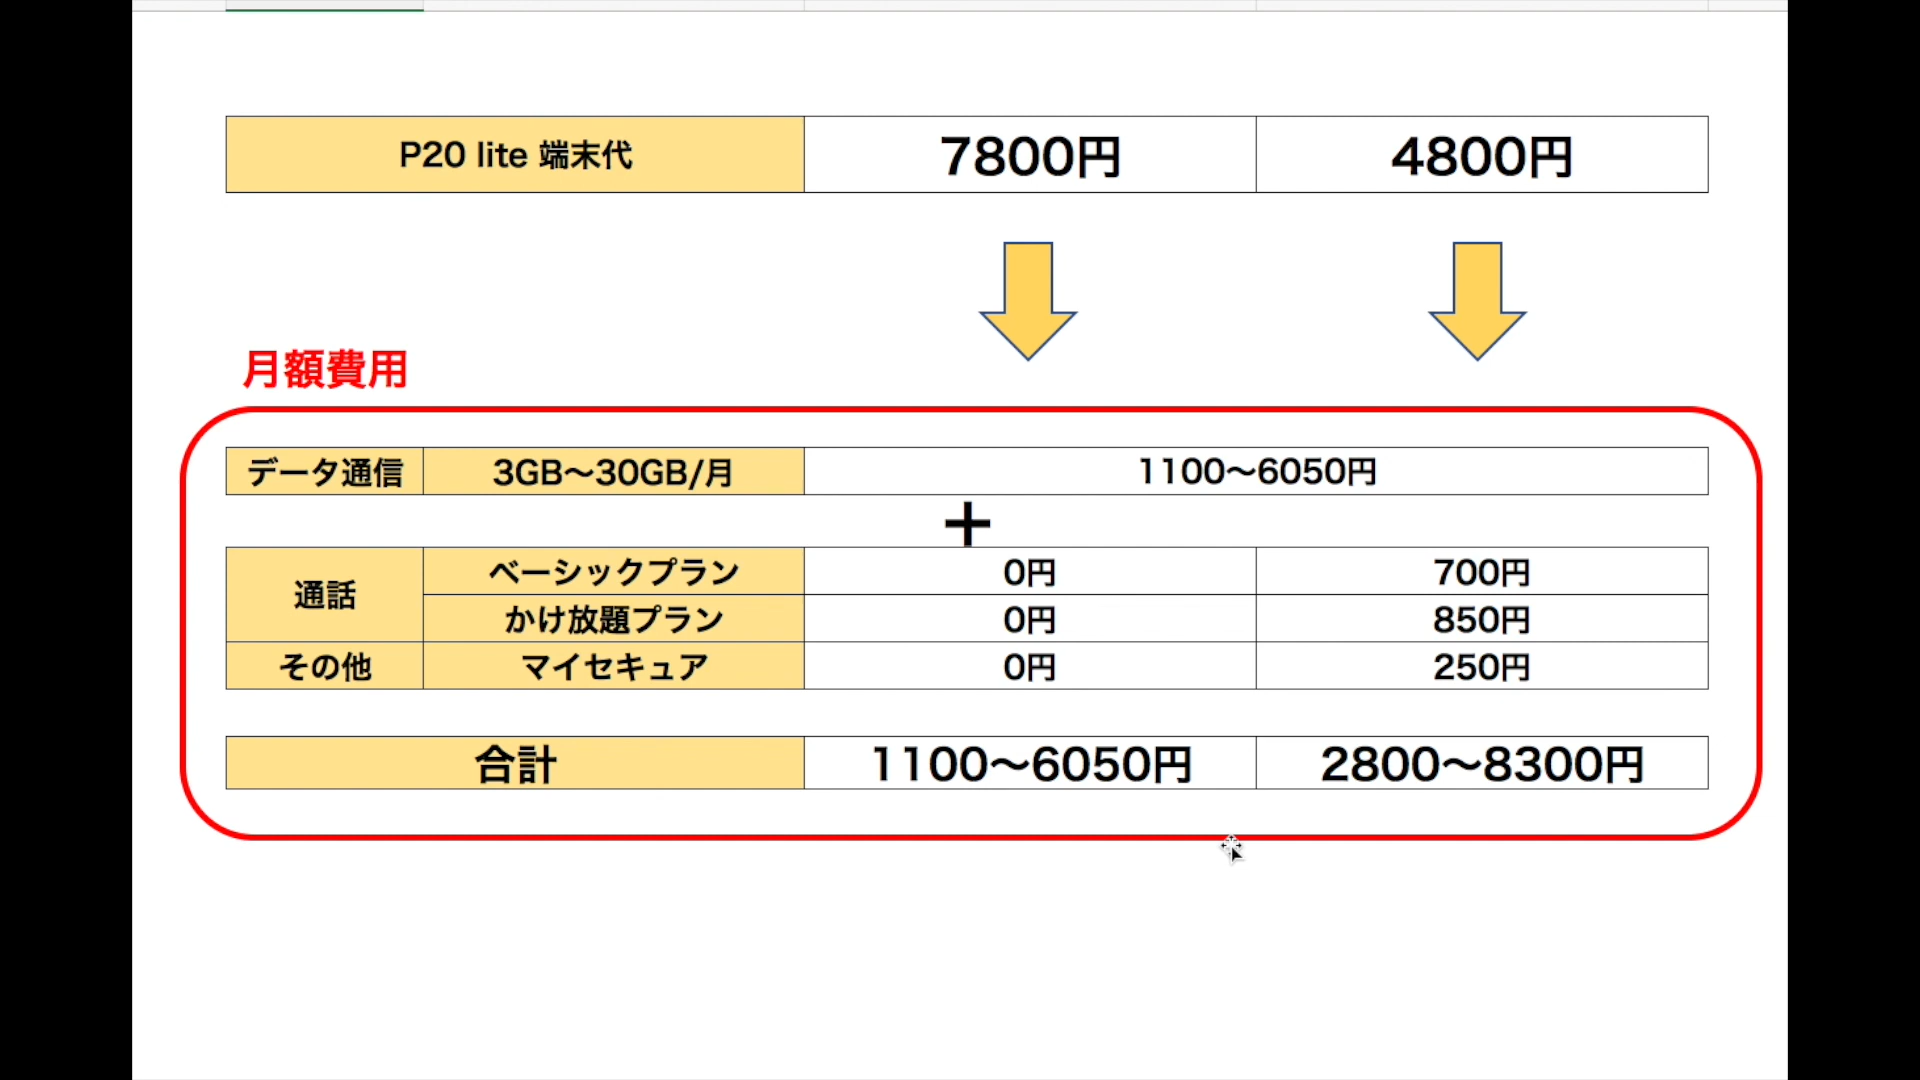 P20 lite 端末代 7800円 4800円
月額費用
データ通信 3GB〜30GB/月 1100〜6050円
+
通話 ベーシックプラン 0円 700円
かけ放題プラン 0円 850円
その他 マイセキュア 0円 250円
合計 1100〜6050円 2800〜8300円